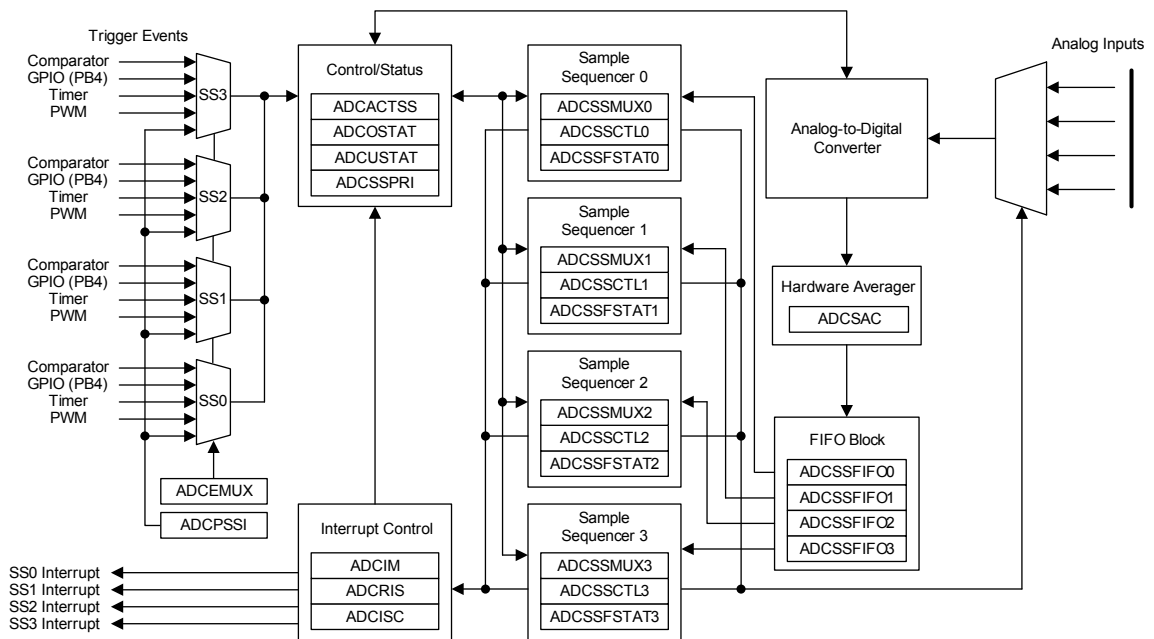 Trigger Events
Comparator
GPIO (PB4)
Timer
PWM
SS3
Comparator
GPIO (PB4)
Timer
PWM
SS2
Comparator
GPIO (PB4)
Timer
PWM
SS1
Comparator
GPIO (PB4)
Timer
PWM
SS0
ADCEMUX
ADCPSSI
SS0 Interrupt
SS1 Interrupt
SS2 Interrupt
SS3 Interrupt
Control/Status
ADCACTSS
ADCOSTAT
ADCUSTAT
ADCSSPRI
Interrupt Control
ADCIM
ADCRIS
ADCISC
Sample
Sequencer 0
ADCSSMUX0
ADCSSCTL0
ADCSSFSTAT0
Sample
Sequencer 1
ADCSSMUX1
ADCSSCTL1
ADCSSFSTAT1
Sample
Sequencer 2
ADCSSMUX2
ADCSSCTL2
ADCSSFSTAT2
Sample
Sequencer 3
ADCSSMUX3
ADCSSCTL3
ADCSSFSTAT3
Analog-to-Digital
Converter
Hardware Averager
ADCSAC
FIFO Block
ADCSSFIFO0
ADCSSFIFO1
ADCSSFIFO2
ADCSSFIFO3
Analog Inputs